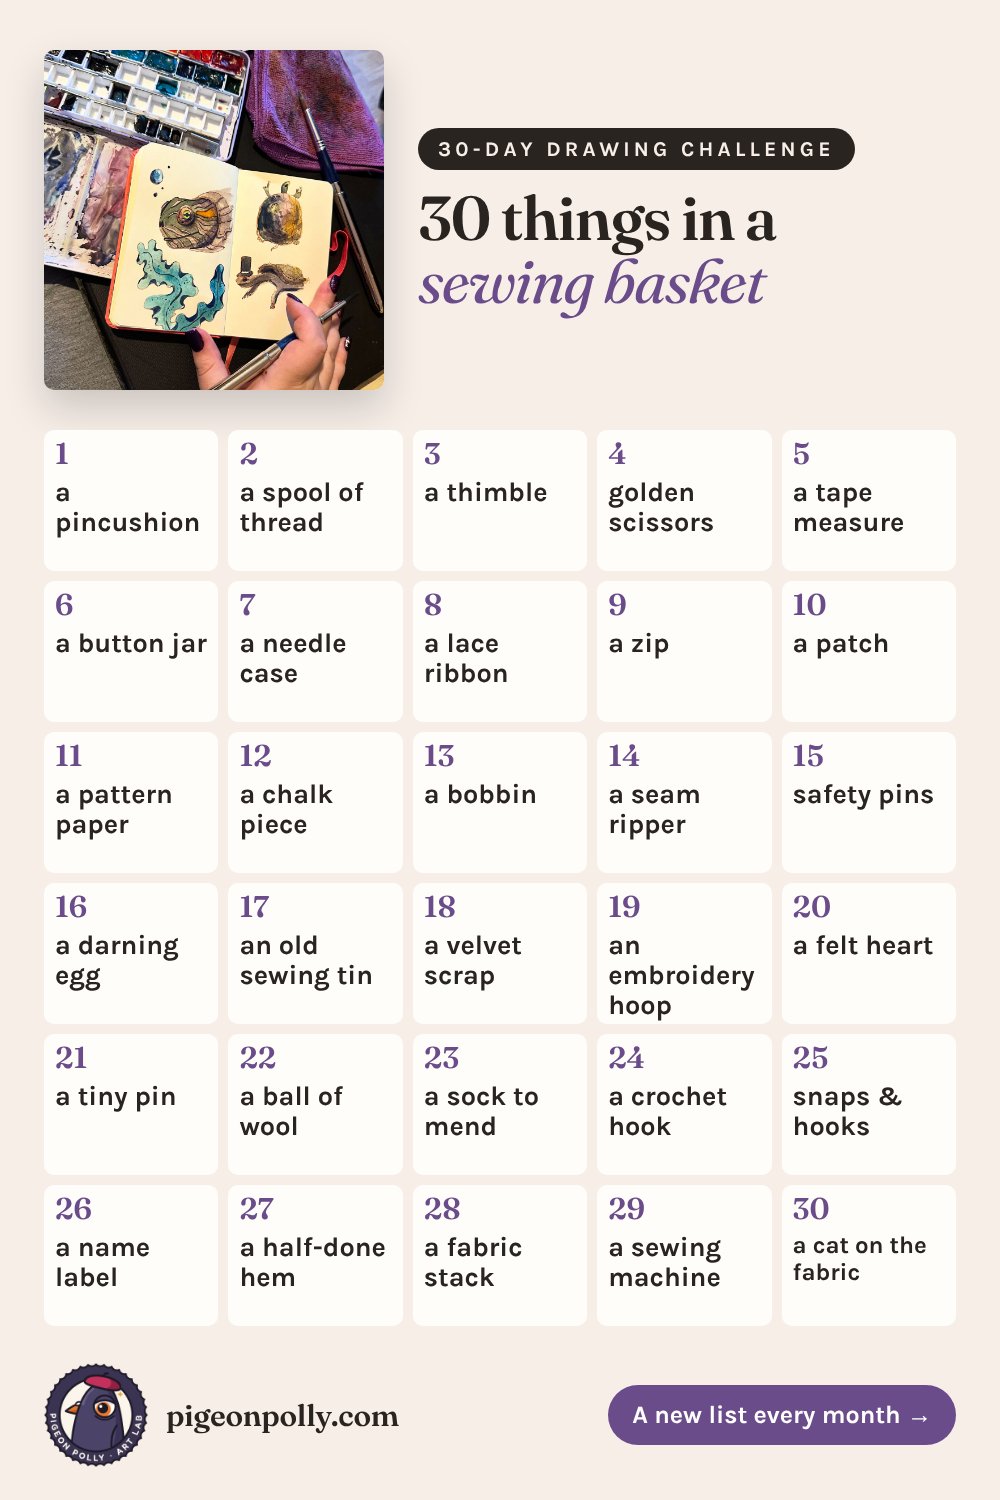 30-DAY DRAWING CHALLENGE
30 things in a
sewing basket
1
a
pincushion
2
a spool of
thread
3
a thimble
4
golden
scissors
5
a tape
measure
6
a button jar
7
a needle
case
8
a lace
ribbon
9
a zip
10
a patch
11
a pattern
paper
12
a chalk
piece
13
a bobbin
14
a seam
ripper
15
safety pins
16
a darning
egg
17
an old
sewing tin
18
a velvet
scrap
19
an
embroidery
hoop
20
a felt heart
21
a tiny pin
22
a ball of
wool
23
a sock to
mend
24
a crochet
hook
25
snaps &
hooks
26
a name
label
27
a half-done
hem
28
a fabric
stack
29
a sewing
machine
30
a cat on the
fabric
PIGEON POLLY · ART LAB
pigeonpolly.com
A new list every month →